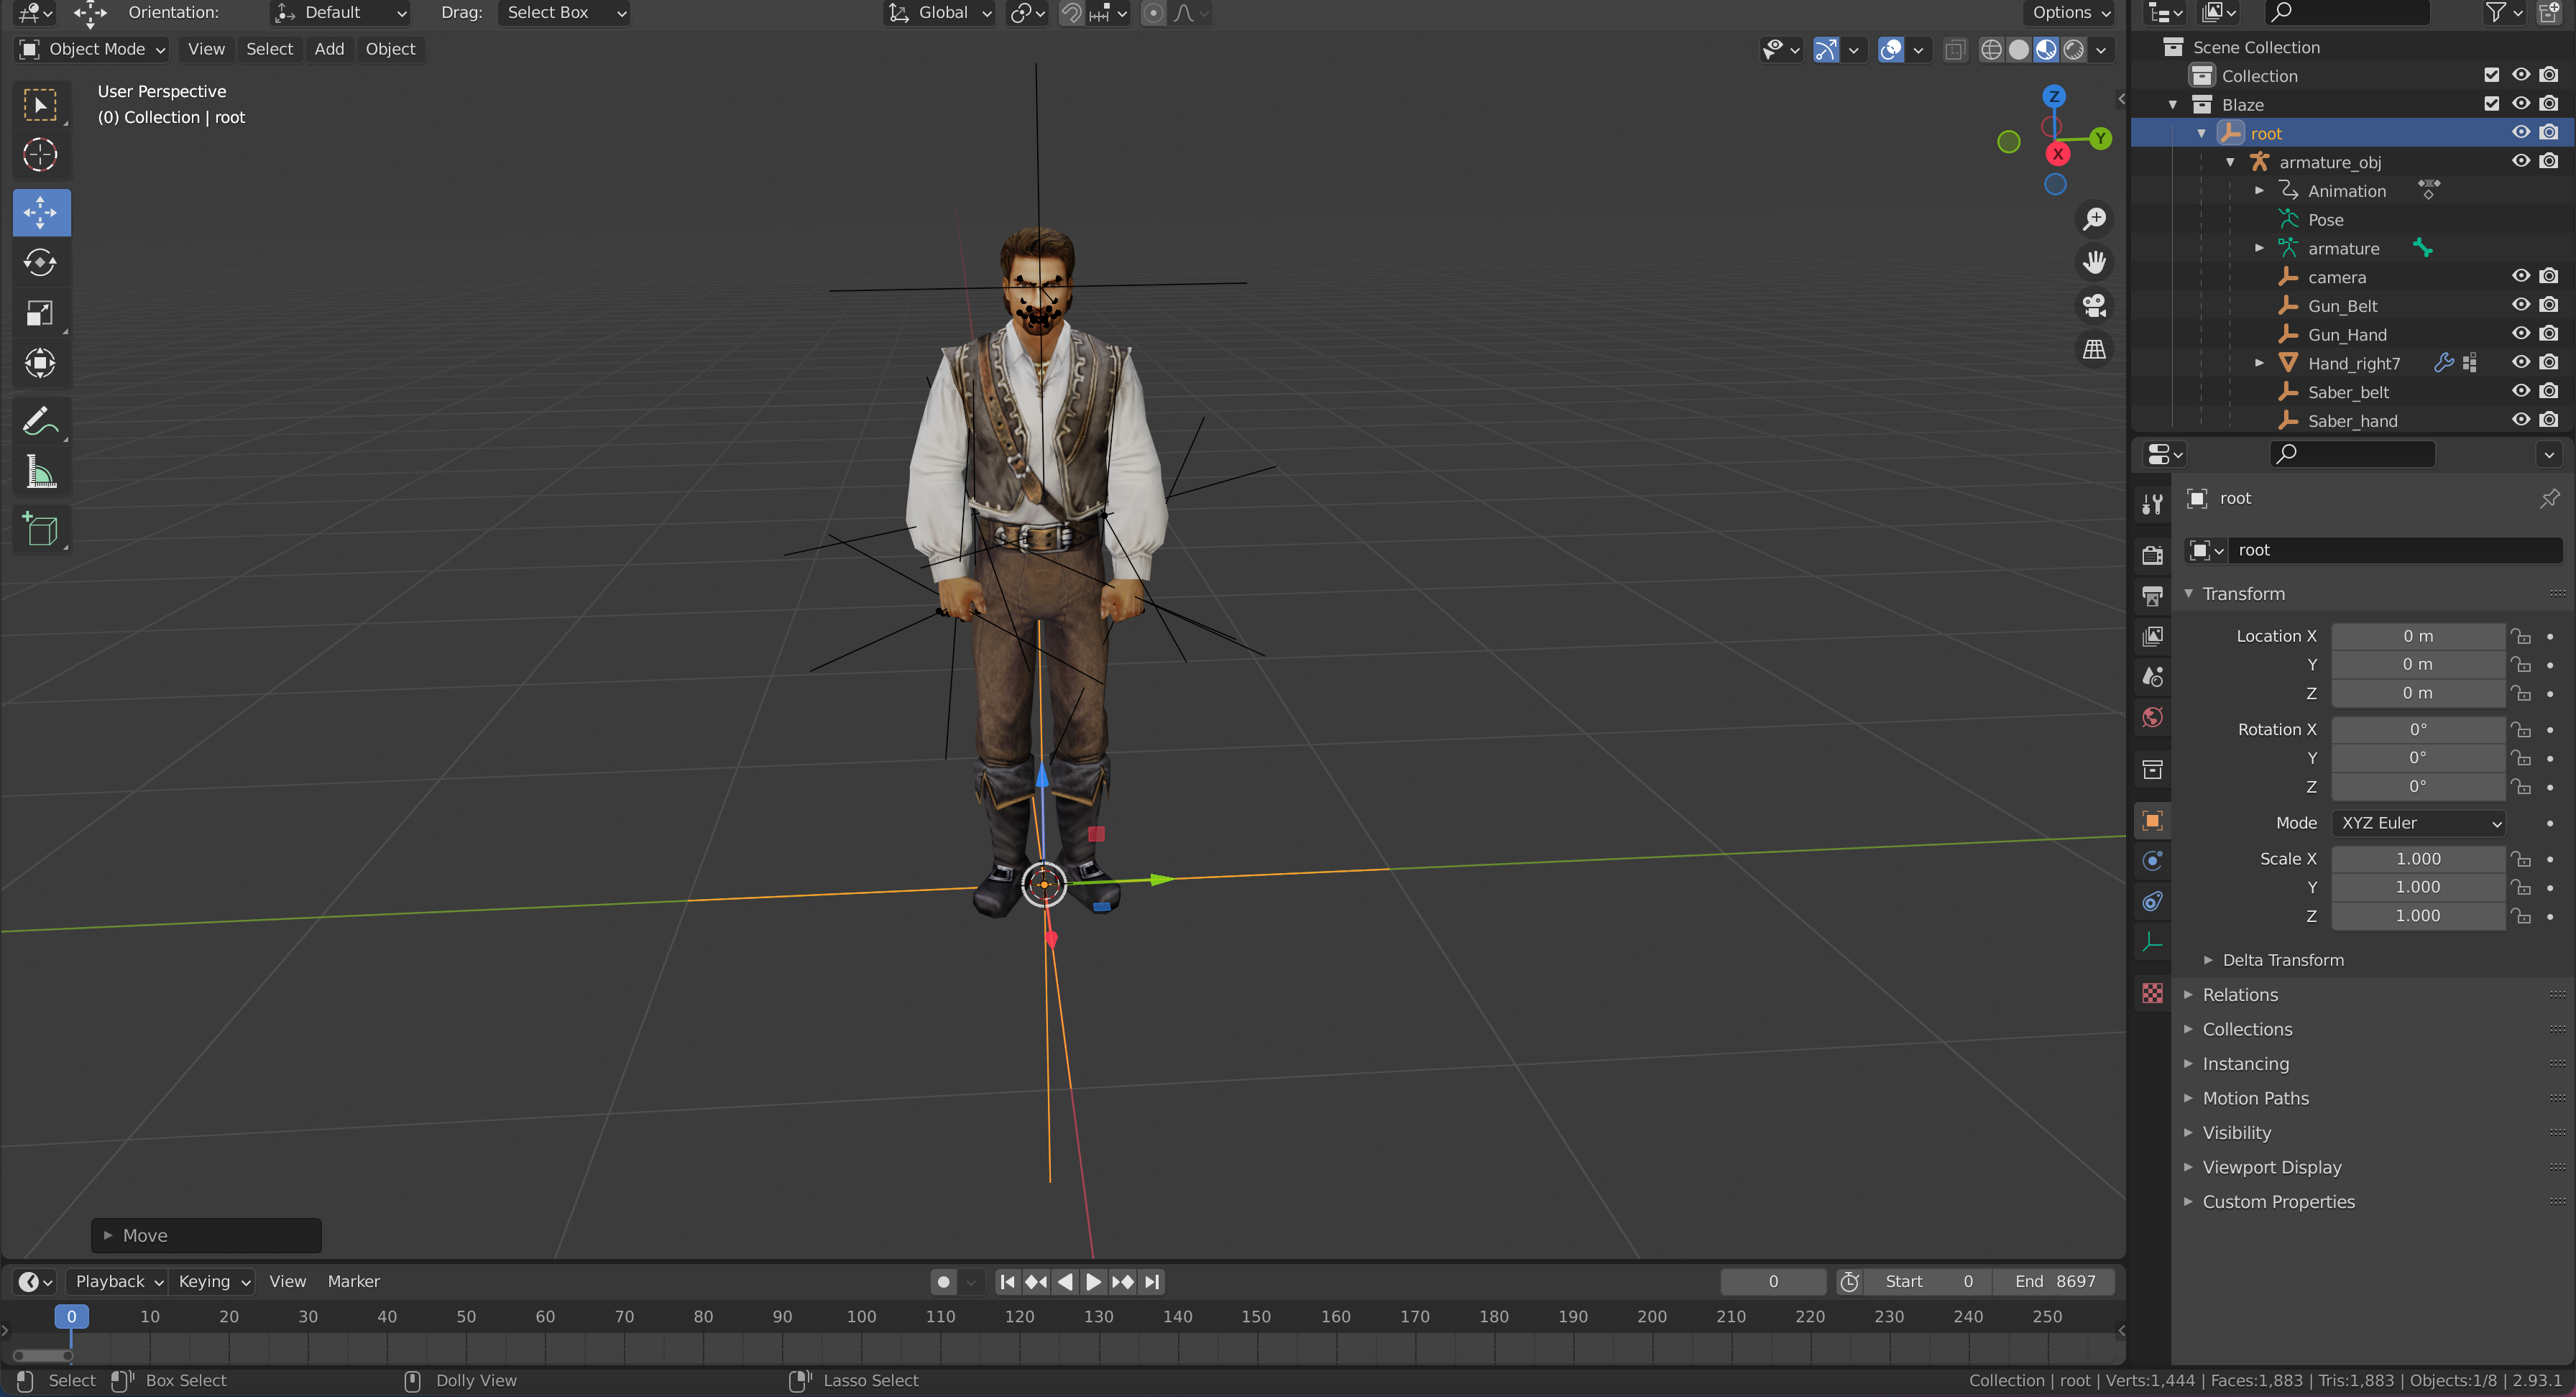 Orientation: Default Drag: Select Box Global Options
Object Mode View Select Add Object
User Perspective
(0) Collection | root
Z
Y
X
Move
Scene Collection
Collection
Blaze
root
armature_obj
Animation
Pose
armature
camera
Gun_Belt
Gun_Hand
Hand_right7
Saber_belt
Saber_hand
root
root
Transform
Location X 0 m
Y 0 m
Z 0 m
Rotation X 0°
Y 0°
Z 0°
Mode XYZ Euler
Scale X 1.000
Y 1.000
Z 1.000
Delta Transform
Relations
Collections
Instancing
Motion Paths
Visibility
Viewport Display
Custom Properties
Playback Keying View Marker 0 Start 0 End 8697
0 10 20 30 40 50 60 70 80 90 100 110 120 130 140 150 160 170 180 190 200 210 220 230 240 250
Select Box Select Dolly View Lasso Select Collection | root | Verts:1,444 | Faces:1,883 | Tris:1,883 | Objects:1/8 | 2.93.1